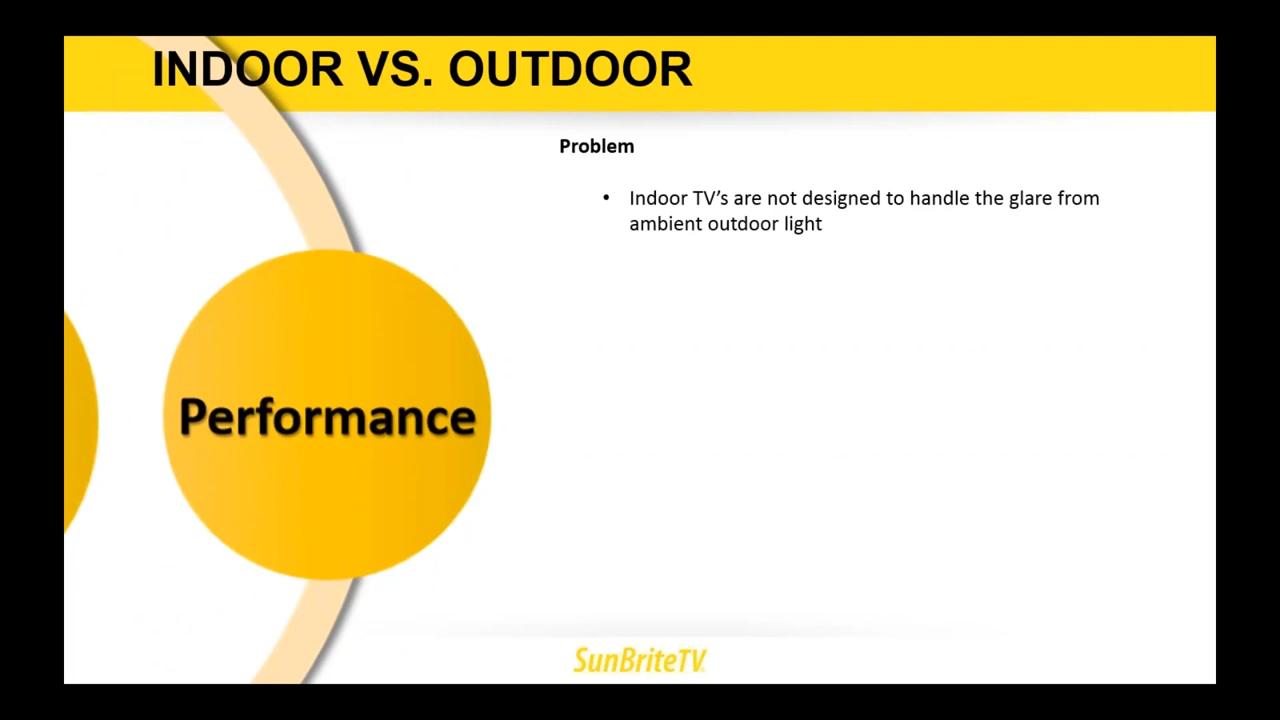 INDOOR VS. OUTDOOR
Problem
• Indoor TV’s are not designed to handle the glare from
ambient outdoor light
Performance
SunBriteTV